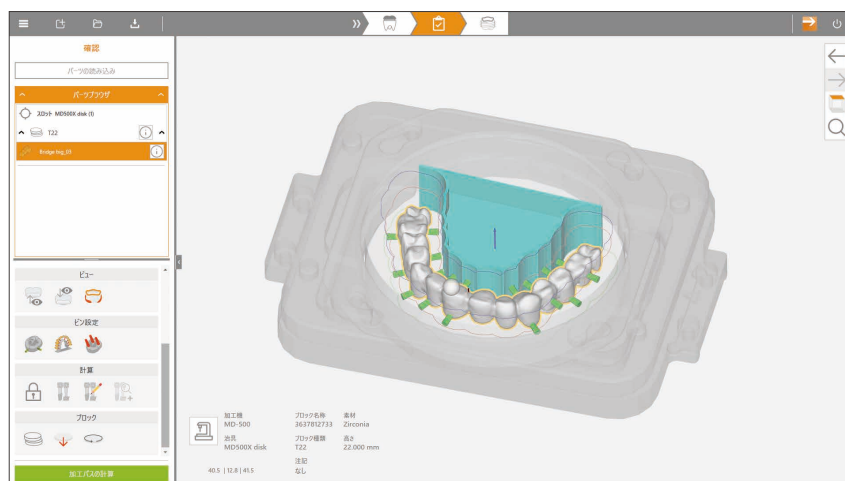 確認
パーツの読み込み
パーツブラウザ
スロット MD500X disk (1)
T22
Bridge big_01
ビュー
ピン設定
計算
ブロック
加工パスの計算
加工機
MD-500
ブロック名称
3637812733
素材
Zirconia
治具
MD500X disk
ブロック種類
T22
高さ
22.000 mm
注記
なし
40.5 | 12.8 | 41.5